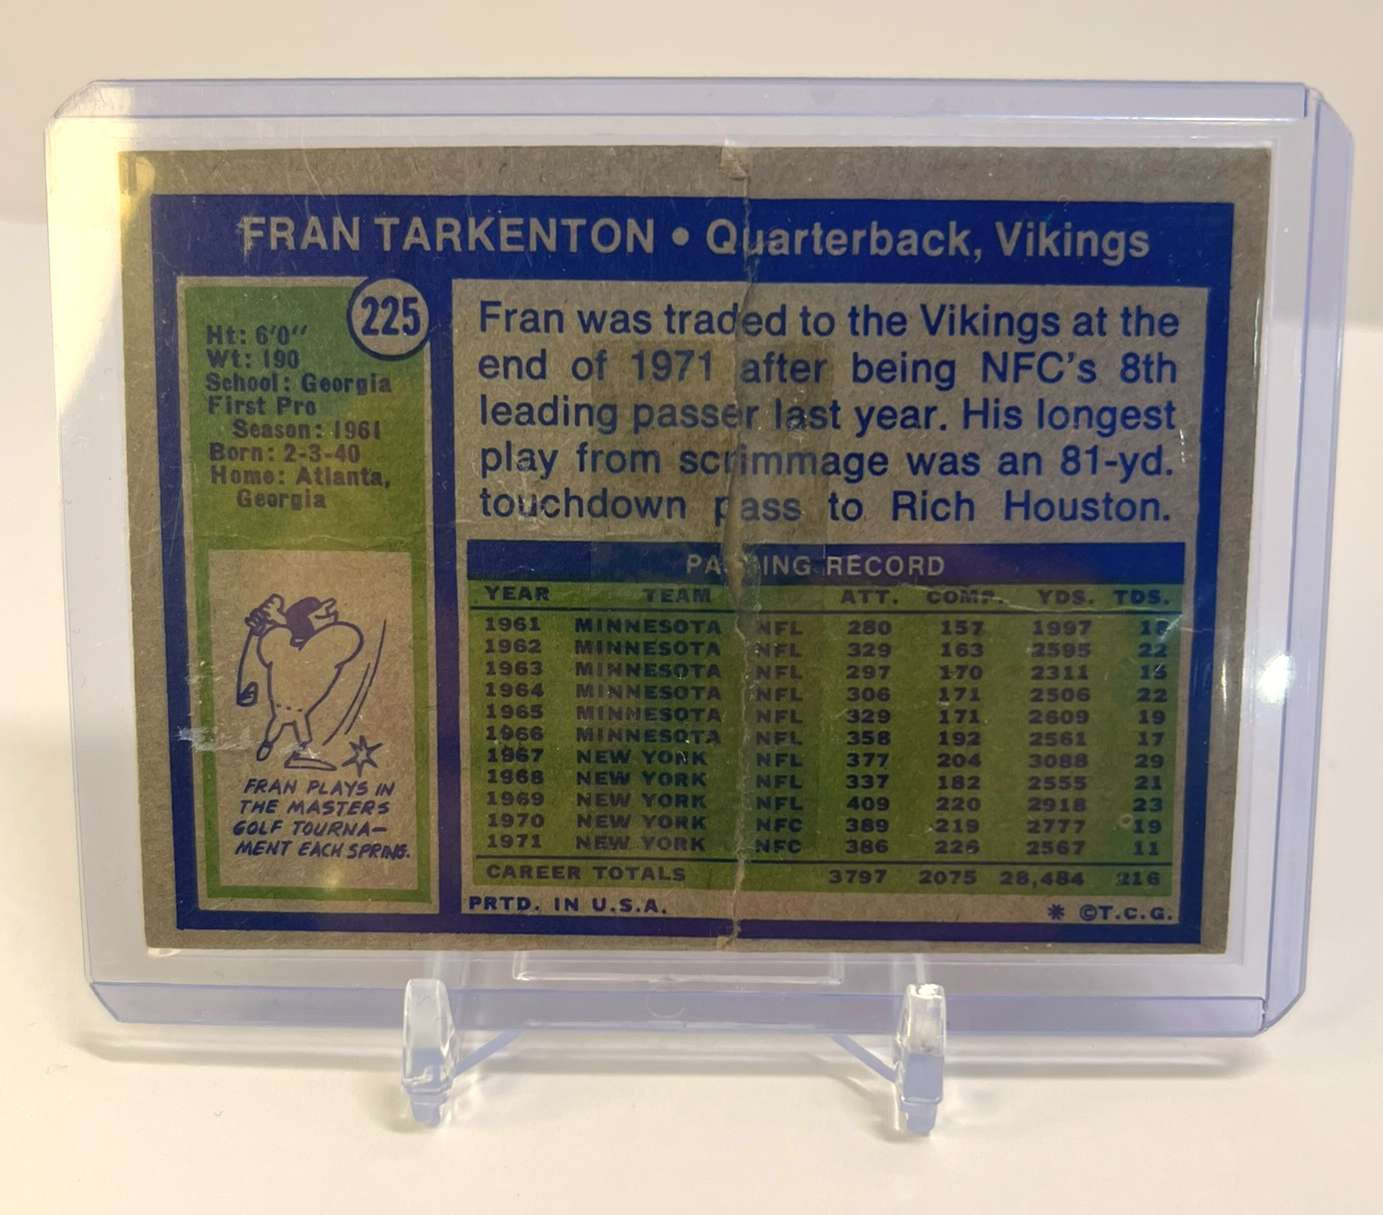 FRAN TARKENTON • Quarterback, Vikings
225
Ht: 6'0"
Wt: 190
School: Georgia
First Pro
Season: 1961
Born: 2-3-40
Home: Atlanta,
Georgia
FRAN PLAYS IN
THE MASTERS
GOLF TOURNA-
MENT EACH SPRING.
Fran was traded to the Vikings at the
end of 1971 after being NFC's 8th
leading passer last year. His longest
play from scrimmage was an 81-yd.
touchdown pass to Rich Houston.
PASSING RECORD
YEAR TEAM ATT. COMP. YDS. TDS.
1961 MINNESOTA NFL 280 157 1997 18
1962 MINNESOTA NFL 329 163 2595 22
1963 MINNESOTA NFL 297 170 2311 15
1964 MINNESOTA NFL 306 171 2506 22
1965 MINNESOTA NFL 329 171 2609 19
1966 MINNESOTA NFL 358 192 2561 17
1967 NEW YORK NFL 377 204 3088 29
1968 NEW YORK NFL 337 182 2555 21
1969 NEW YORK NFL 409 220 2918 23
1970 NEW YORK NFC 389 219 2777 19
1971 NEW YORK NFC 386 226 2567 11
CAREER TOTALS 3797 2075 28,484 216
PRTD. IN U.S.A. * ©T.C.G.